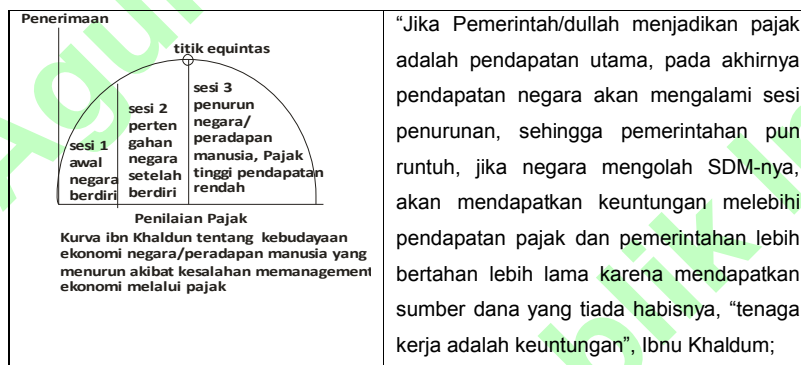 Penerimaan
titik equintas
sesi 1
awal
negara
berdiri
sesi 2
perten
gahan
negara
setelah
berdiri
sesi 3
penurun
negara/
peradapan
manusia, Pajak
tinggi pendapatan
rendah
Penilaian Pajak
Kurva ibn Khaldun tentang kebudayaan
ekonomi negara/peradapan manusia yang
menurun akibat kesalahan memanagement
ekonomi melalui pajak
“Jika Pemerintah/dullah menjadikan pajak
adalah pendapatan utama, pada akhirnya
pendapatan negara akan mengalami sesi
penurunan, sehingga pemerintahan pun
runtuh, jika negara mengolah SDM-nya,
akan mendapatkan keuntungan melebihi
pendapatan pajak dan pemerintahan lebih
bertahan lebih lama karena mendapatkan
sumber dana yang tiada habisnya, “tenaga
kerja adalah keuntungan”, Ibnu Khaldum;